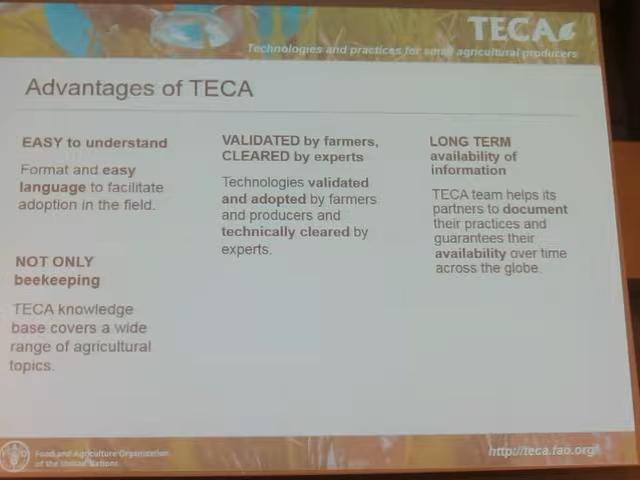 TECA
Technologies and practices for small agricultural producers
Advantages of TECA
EASY to understand
Format and easy
language to facilitate
adoption in the field.
NOT ONLY
beekeeping
TECA knowledge
base covers a wide
range of agricultural
topics.
VALIDATED by farmers,
CLEARED by experts
Technologies validated
and adopted by farmers
and producers and
technically cleared by
experts.
LONG TERM
availability of
information
TECA team helps its
partners to document
their practices and
guarantees their
availability over time
across the globe.
Food and Agriculture Organization
of the United Nations
http://teca.fao.org/